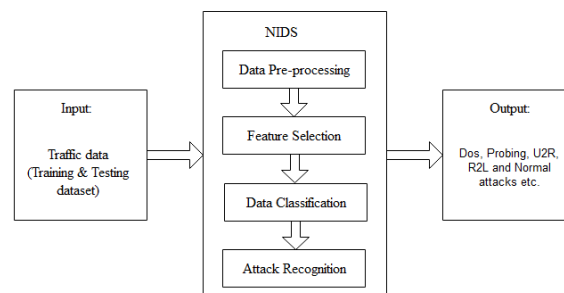 Input:
Traffic data
(Training & Testing
dataset)
NIDS
Data Pre-processing
Feature Selection
Data Classification
Attack Recognition
Output:
Dos, Probing, U2R,
R2L and Normal
attacks etc.